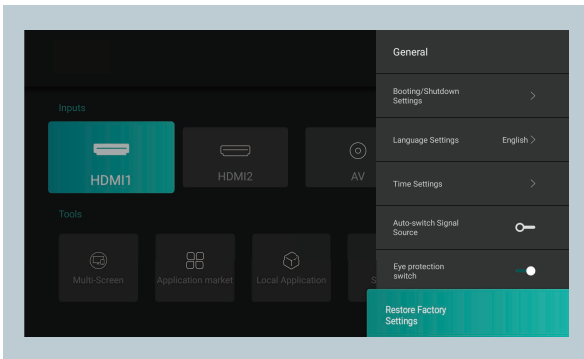 General
Booting/Shutdown
Settings
Language Settings English
Time Settings
Auto-switch Signal
Source
Eye protection
switch
Restore Factory
Settings
Inputs
HDMI1 HDMI2 AV
Tools
Multi-Screen Application market Local Application S